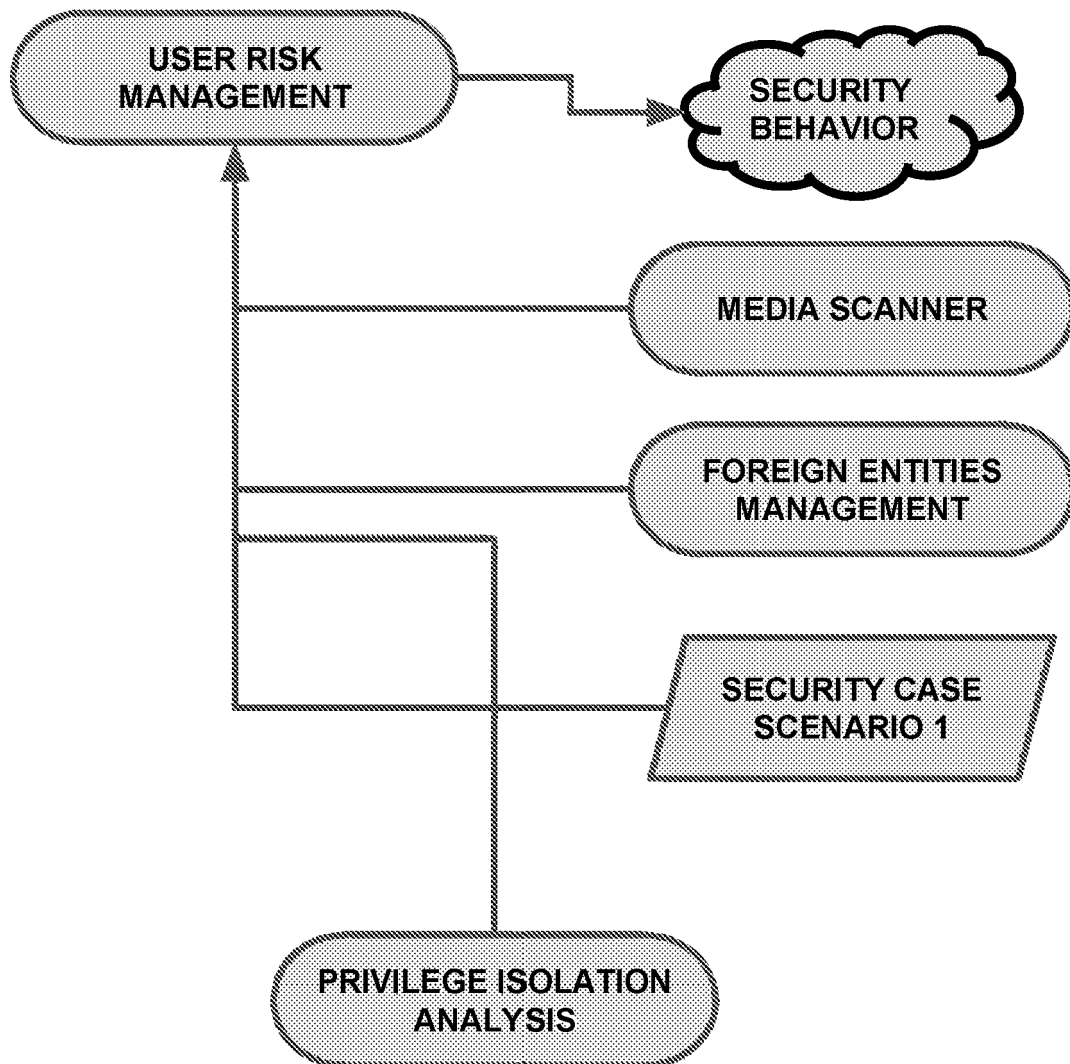 USER RISK
MANAGEMENT
SECURITY
BEHAVIOR
MEDIA SCANNER
FOREIGN ENTITIES
MANAGEMENT
SECURITY CASE
SCENARIO 1
PRIVILEGE ISOLATION
ANALYSIS